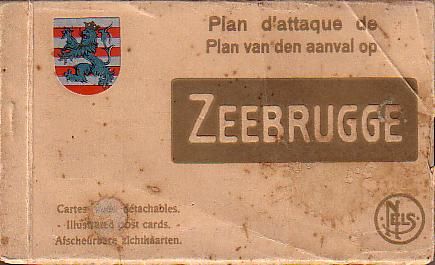 Plan d'attaque de
Plan van den aanval op
ZEEBRUGGE
Cartes détachables.
Illustrated post cards.
Afscheurbare zichtkaarten.
NELS